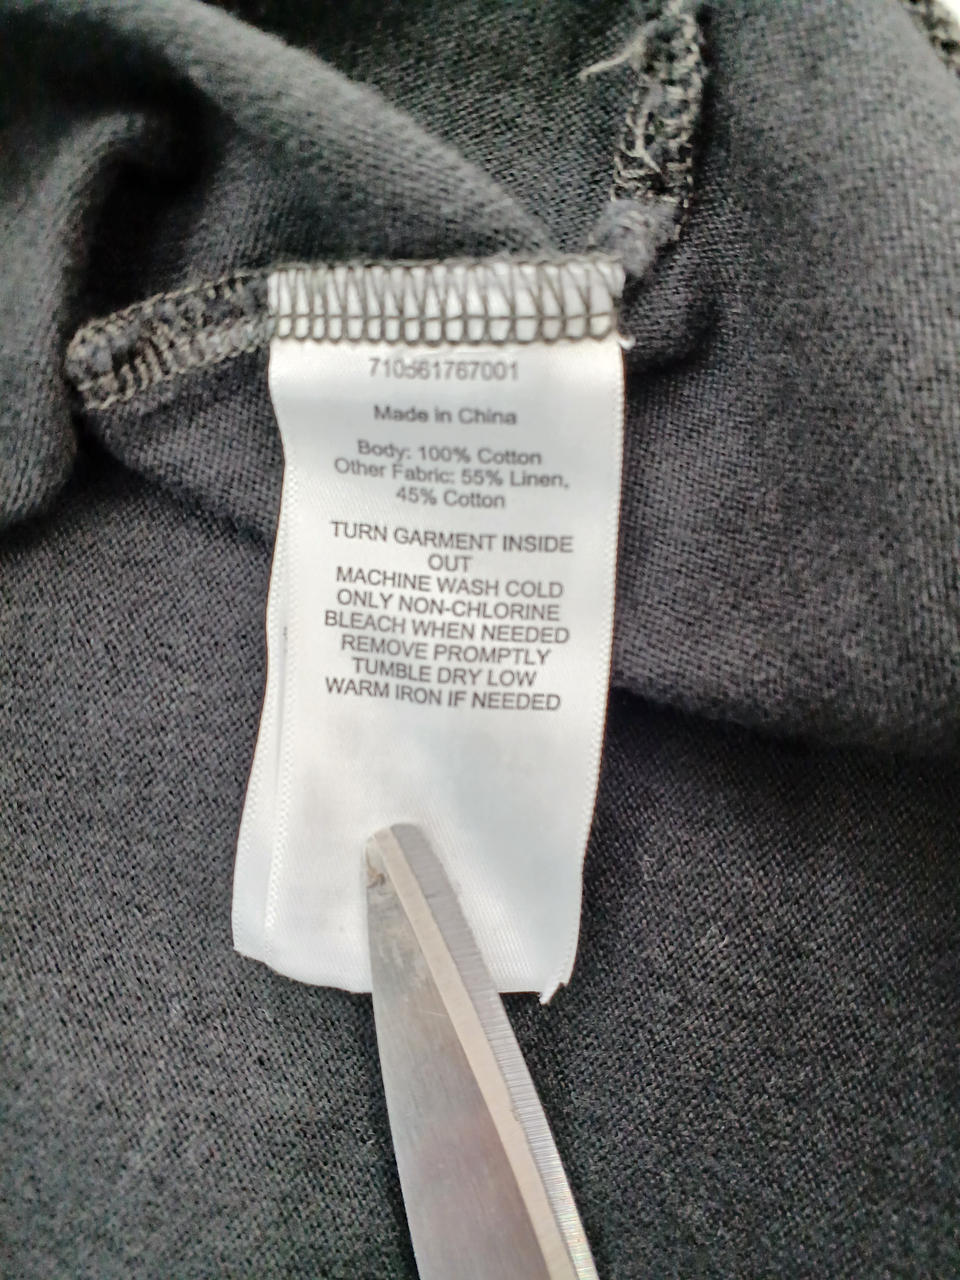 710561767001
Made in China
Body: 100% Cotton
Other Fabric: 55% Linen,
45% Cotton
TURN GARMENT INSIDE
OUT
MACHINE WASH COLD
ONLY NON-CHLORINE
BLEACH WHEN NEEDED
REMOVE PROMPTLY
TUMBLE DRY LOW
WARM IRON IF NEEDED